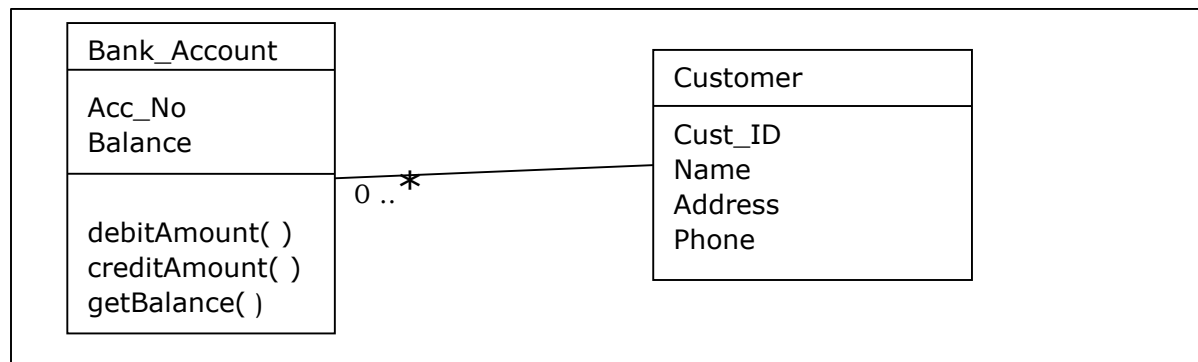 Bank_Account
Acc_No
Balance
debitAmount( )
creditAmount( )
getBalance( )
0 ..*
Customer
Cust_ID
Name
Address
Phone